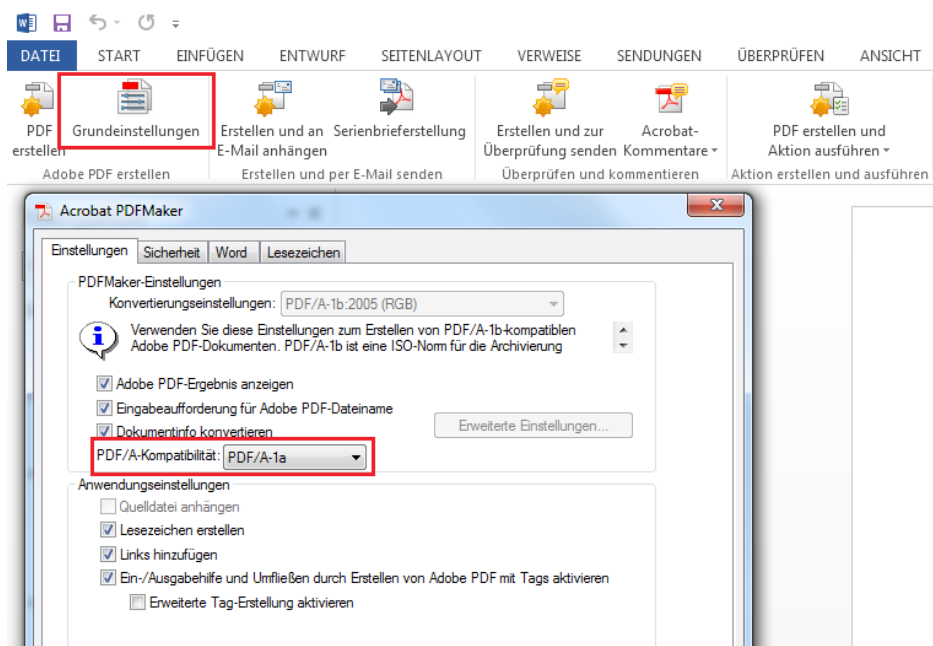 DATEI START EINFÜGEN ENTWURF SEITENLAYOUT VERWEISE SENDUNGEN ÜBERPRÜFEN ANSICHT
PDF erstellen
Grundeinstellungen
Erstellen und an E-Mail anhängen
Serienbrieferstellung
Erstellen und zur Überprüfung senden
Acrobat-Kommentare
PDF erstellen und Aktion ausführen
Adobe PDF erstellen
Erstellen und per E-Mail senden
Überprüfen und kommentieren
Aktion erstellen und ausführen
Acrobat PDFMaker
Einstellungen Sicherheit Word Lesezeichen
PDFMaker-Einstellungen
Konvertierungseinstellungen: PDF/A-1b:2005 (RGB)
Verwenden Sie diese Einstellungen zum Erstellen von PDF/A-1b-kompatiblen
Adobe PDF-Dokumenten. PDF/A-1b ist eine ISO-Norm für die Archivierung
Adobe PDF-Ergebnis anzeigen
Eingabeaufforderung für Adobe PDF-Dateiname
Dokumentinfo konvertieren
Erweiterte Einstellungen...
PDF/A-Kompatibilität: PDF/A-1a
Anwendungseinstellungen
Quelldatei anhängen
Lesezeichen erstellen
Links hinzufügen
Ein-/Ausgabehilfe und Umfließen durch Erstellen von Adobe PDF mit Tags aktivieren
Erweiterte Tag-Erstellung aktivieren